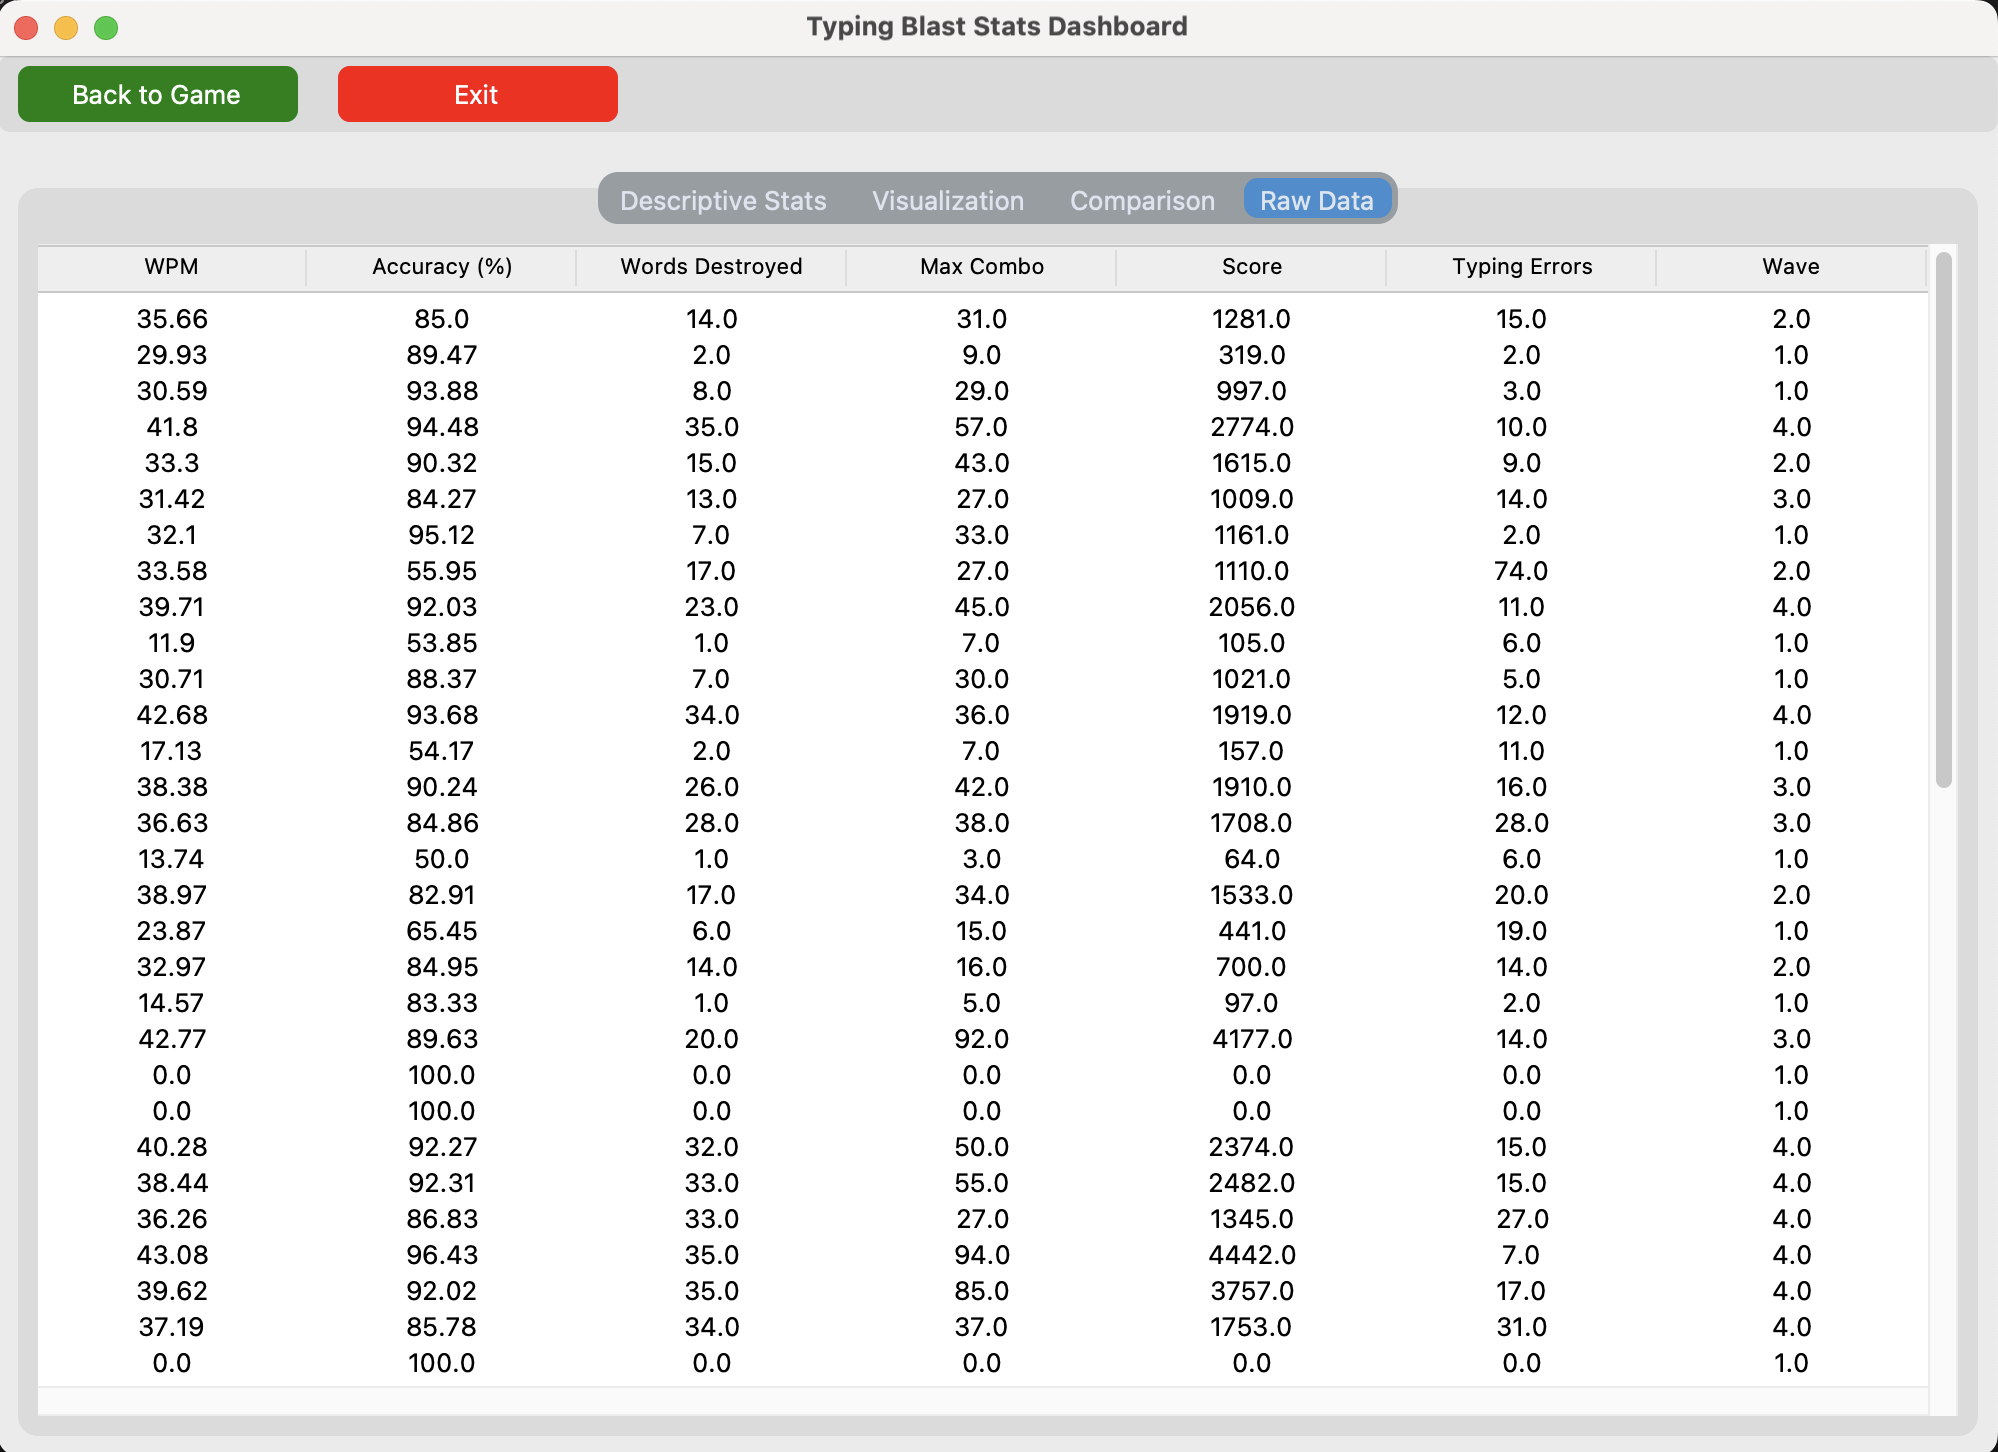 Typing Blast Stats Dashboard
Back to Game Exit
Descriptive Stats Visualization Comparison Raw Data
WPM Accuracy (%) Words Destroyed Max Combo Score Typing Errors Wave
35.66 85.0 14.0 31.0 1281.0 15.0 2.0
29.93 89.47 2.0 9.0 319.0 2.0 1.0
30.59 93.88 8.0 29.0 997.0 3.0 1.0
41.8 94.48 35.0 57.0 2774.0 10.0 4.0
33.3 90.32 15.0 43.0 1615.0 9.0 2.0
31.42 84.27 13.0 27.0 1009.0 14.0 3.0
32.1 95.12 7.0 33.0 1161.0 2.0 1.0
33.58 55.95 17.0 27.0 1110.0 74.0 2.0
39.71 92.03 23.0 45.0 2056.0 11.0 4.0
11.9 53.85 1.0 7.0 105.0 6.0 1.0
30.71 88.37 7.0 30.0 1021.0 5.0 1.0
42.68 93.68 34.0 36.0 1919.0 12.0 4.0
17.13 54.17 2.0 7.0 157.0 11.0 1.0
38.38 90.24 26.0 42.0 1910.0 16.0 3.0
36.63 84.86 28.0 38.0 1708.0 28.0 3.0
13.74 50.0 1.0 3.0 64.0 6.0 1.0
38.97 82.91 17.0 34.0 1533.0 20.0 2.0
23.87 65.45 6.0 15.0 441.0 19.0 1.0
32.97 84.95 14.0 16.0 700.0 14.0 2.0
14.57 83.33 1.0 5.0 97.0 2.0 1.0
42.77 89.63 20.0 92.0 4177.0 14.0 3.0
0.0 100.0 0.0 0.0 0.0 0.0 1.0
0.0 100.0 0.0 0.0 0.0 0.0 1.0
40.28 92.27 32.0 50.0 2374.0 15.0 4.0
38.44 92.31 33.0 55.0 2482.0 15.0 4.0
36.26 86.83 33.0 27.0 1345.0 27.0 4.0
43.08 96.43 35.0 94.0 4442.0 7.0 4.0
39.62 92.02 35.0 85.0 3757.0 17.0 4.0
37.19 85.78 34.0 37.0 1753.0 31.0 4.0
0.0 100.0 0.0 0.0 0.0 0.0 1.0